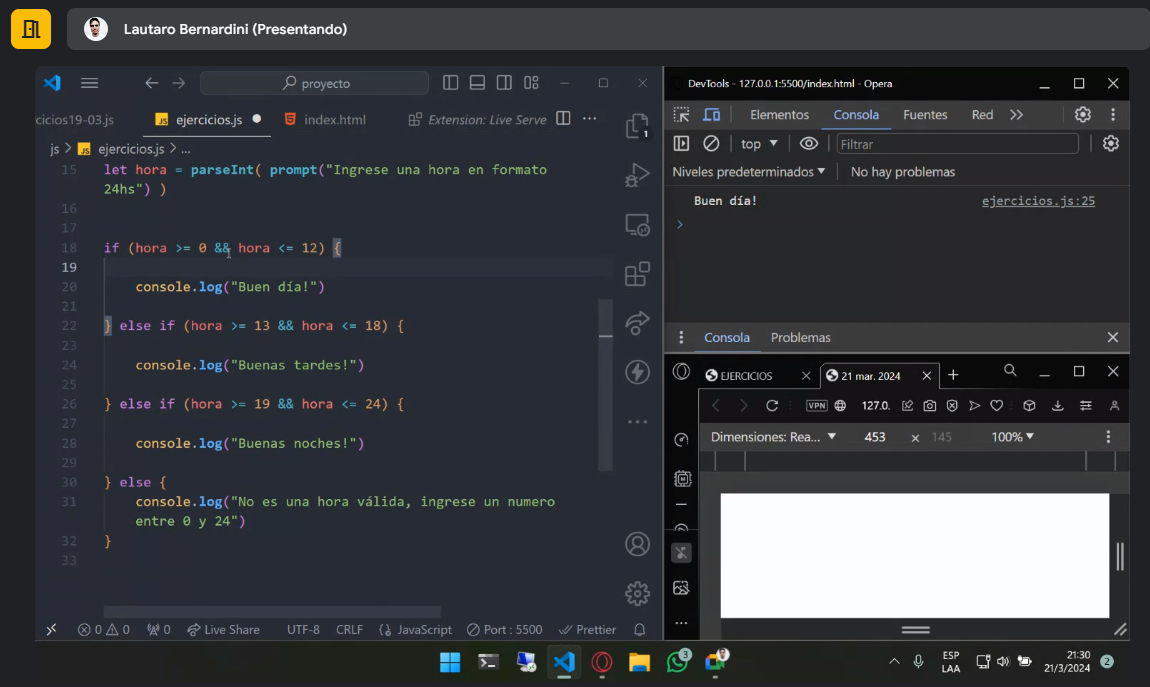 Lautaro Bernardini (Presentando)
proyecto
cicios19-03.js
JS ejercicios.js
index.html
Extension: Live Serve
js > JS ejercicios.js > ...
15 let hora = parseInt( prompt("Ingrese una hora en formato
24hs") )
16
17
18 if (hora >= 0 && hora <= 12) {
19
20 console.log("Buen día!")
21
22 } else if (hora >= 13 && hora <= 18) {
23
24 console.log("Buenas tardes!")
25
26 } else if (hora >= 19 && hora <= 24) {
27
28 console.log("Buenas noches!")
29
30 } else {
31 console.log("No es una hora válida, ingrese un numero
entre 0 y 24")
32 }
33
1
0 0 0 Live Share UTF-8 CRLF {} JavaScript Port : 5500 Prettier
DevTools - 127.0.0.1:5500/index.html - Opera
Elementos Consola Fuentes Red
top Filtrar
Niveles predeterminados No hay problemas
Buen día! ejercicios.js:25
Consola Problemas
EJERCICIOS 21 mar. 2024
VPN 127.0.
Dimensiones: Rea... 453 x 145 100%
3
ESP
LAA
21:30
21/3/2024
2